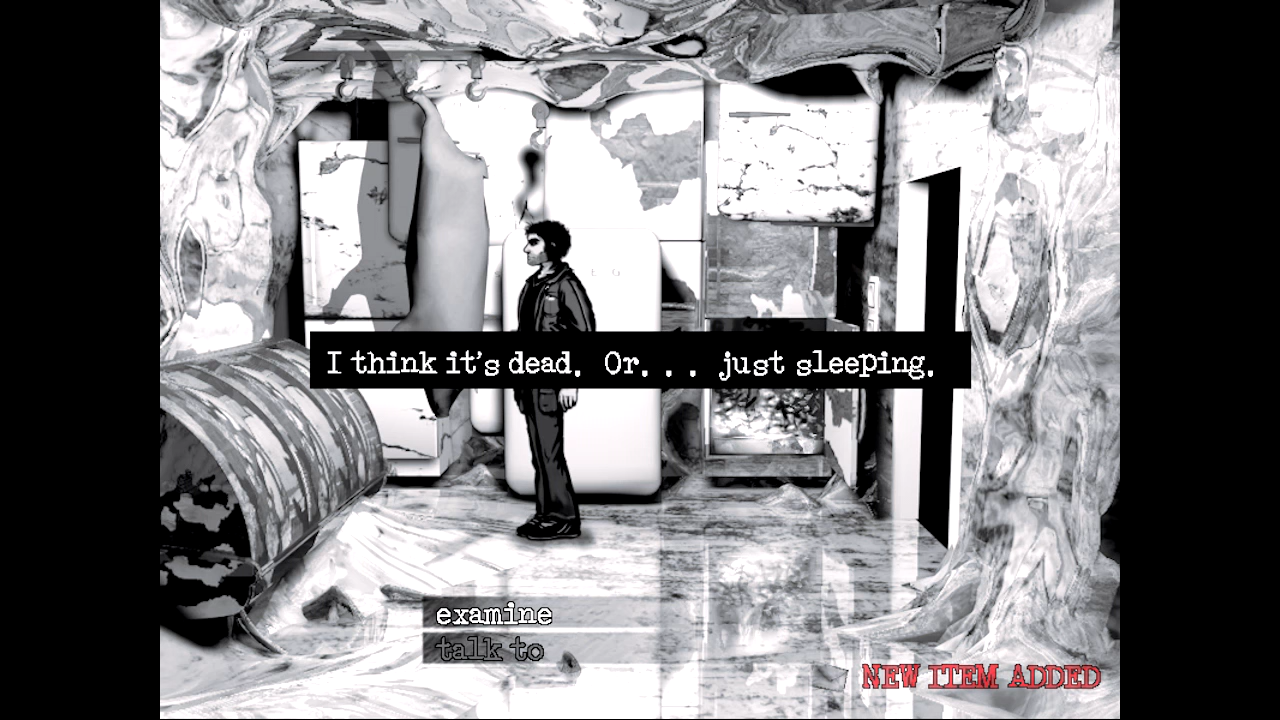 I think it's dead. Or. . . just sleeping.
examine
talk to
NEW ITEM ADDED